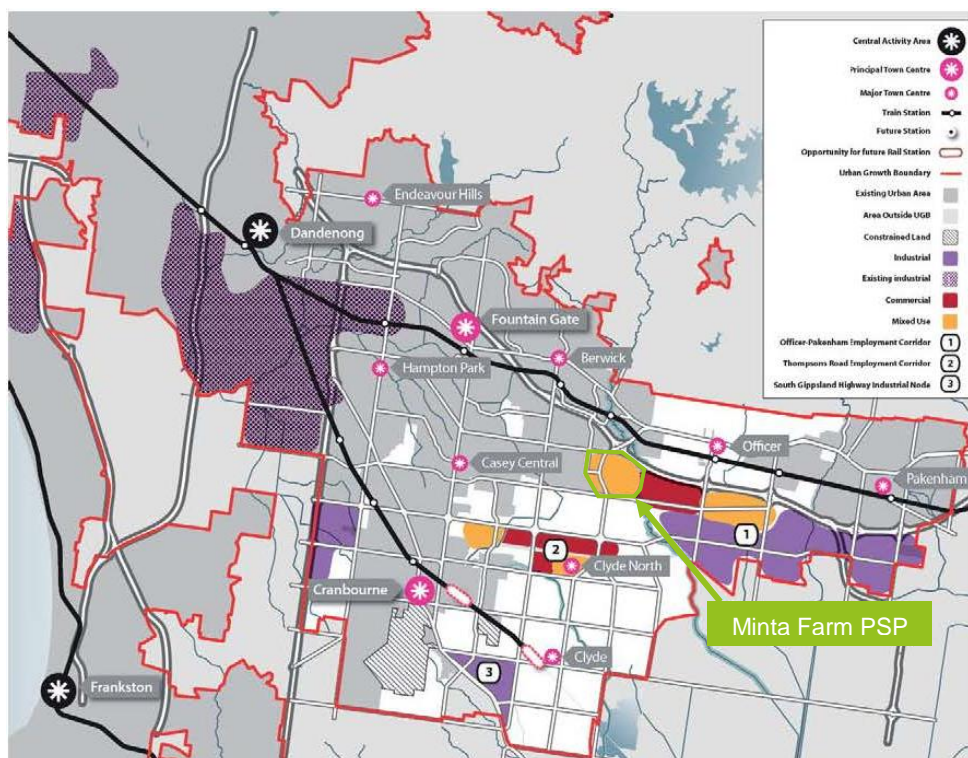 Central Activity Area
Principal Town Centre
Major Town Centre
Train Station
Future Station
Opportunity for future Rail Station
Urban Growth Boundary
Existing Urban Area
Area Outside UGB
Constrained Land
Industrial
Existing industrial
Commercial
Mixed Use
Officer-Pakenham Employment Corridor 1
Thompsons Road Employment Corridor 2
South Gippsland Highway Industrial Node 3
Endeavour Hills
Dandenong
Fountain Gate
Berwick
Hampton Park
Officer
Casey Central
Pakenham
1
2
Clyde North
Cranbourne
Minta Farm PSP
Clyde
3
Frankston